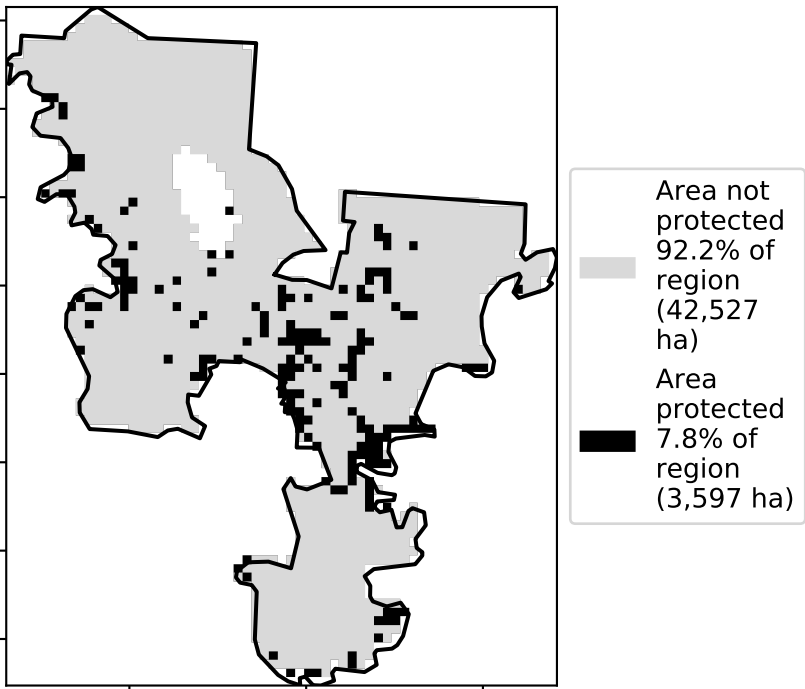 Area not
protected
92.2% of
region
(42,527
ha)
Area
protected
7.8% of
region
(3,597 ha)